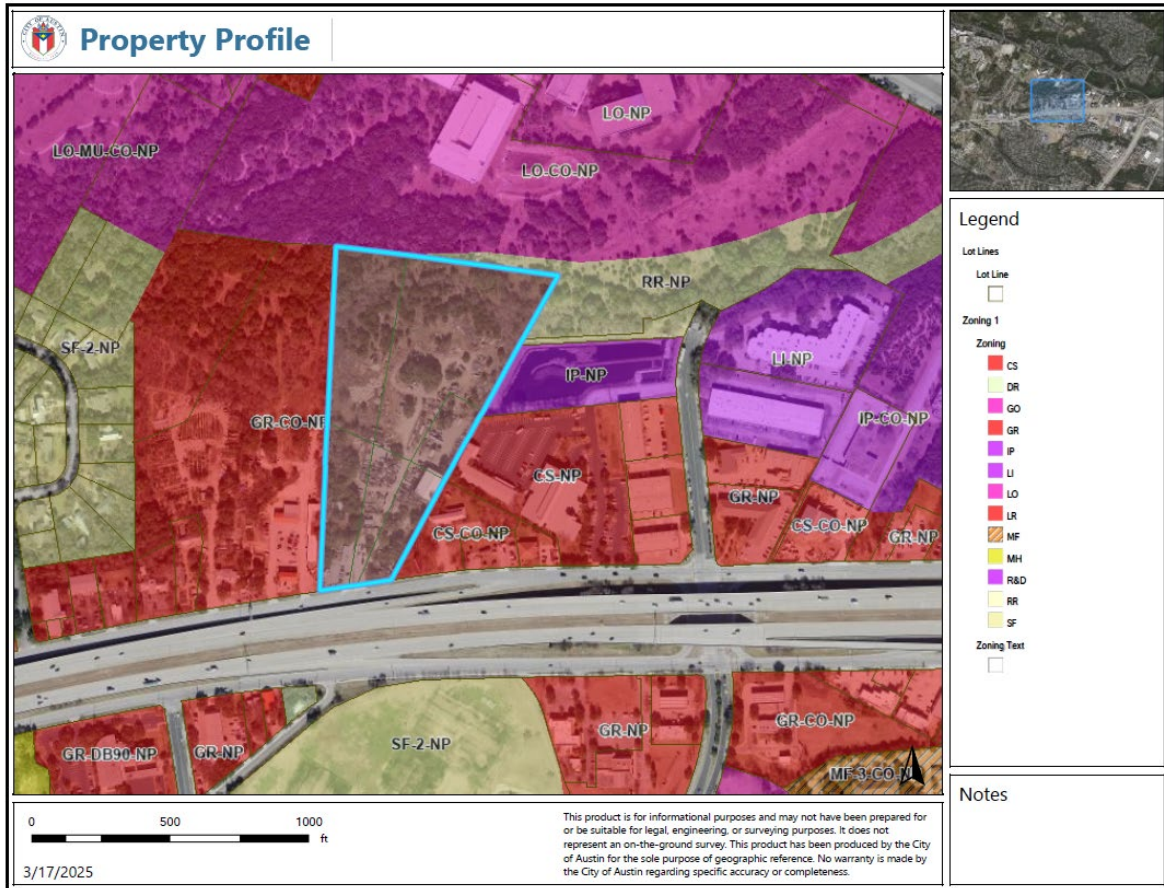 Property Profile
LO-NP
LO-MU-CO-NP
LO-CO-NP
RR-NP
SF-2-NP
LI-NP
IP-NP
GR-CO-NP
IP-CO-NP
CS-NP
GR-NP
CS-CO-NP
CS-CO-NP
GR-NP
GR-CO-NP
GR-NP
SF-2-NP
GR-DB90-NP
GR-NP
MF-3-CO-N
Legend
Lot Lines
Lot Line
Zoning 1
Zoning
CS
DR
GO
GR
IP
LI
LO
LR
MF
MH
R&D
RR
SF
Zoning Text
Notes
0 500 1000
ft
3/17/2025
This product is for informational purposes and may not have been prepared for
or be suitable for legal, engineering, or surveying purposes. It does not
represent an on-the-ground survey. This product has been produced by the City
of Austin for the sole purpose of geographic reference. No warranty is made by
the City of Austin regarding specific accuracy or completeness.